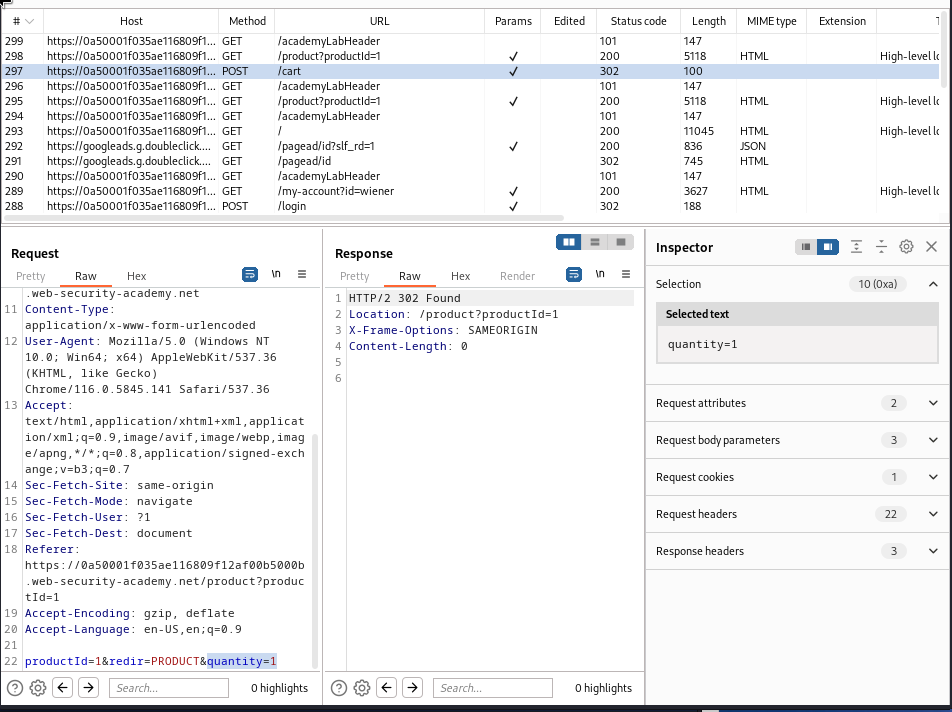 # Host Method URL Params Edited Status code Length MIME type Extension
299 https://0a50001f035ae116809f1... GET /academyLabHeader 101 147
298 https://0a50001f035ae116809f1... GET /product?productId=1 ✓ 200 5118 HTML High-level lo
297 https://0a50001f035ae116809f1... POST /cart ✓ 302 100
296 https://0a50001f035ae116809f1... GET /academyLabHeader 101 147
295 https://0a50001f035ae116809f1... GET /product?productId=1 ✓ 200 5118 HTML High-level lo
294 https://0a50001f035ae116809f1... GET /academyLabHeader 101 147
293 https://0a50001f035ae116809f1... GET / 200 11045 HTML High-level lo
292 https://googleads.g.doubleclick.... GET /pagead/id?slf_rd=1 ✓ 200 836 JSON
291 https://googleads.g.doubleclick.... GET /pagead/id 302 745 HTML
290 https://0a50001f035ae116809f1... GET /academyLabHeader 101 147
289 https://0a50001f035ae116809f1... GET /my-account?id=wiener ✓ 200 3627 HTML High-level lo
288 https://0a50001f035ae116809f1... POST /login ✓ 302 188
Request
Pretty Raw Hex \n
.web-security-academy.net
11 Content-Type:
application/x-www-form-urlencoded
12 User-Agent: Mozilla/5.0 (Windows NT
10.0; Win64; x64) AppleWebKit/537.36
(KHTML, like Gecko)
Chrome/116.0.5845.141 Safari/537.36
13 Accept:
text/html,application/xhtml+xml,applicat
ion/xml;q=0.9,image/avif,image/webp,imag
e/apng,*/*;q=0.8,application/signed-exch
ange;v=b3;q=0.7
14 Sec-Fetch-Site: same-origin
15 Sec-Fetch-Mode: navigate
16 Sec-Fetch-User: ?1
17 Sec-Fetch-Dest: document
18 Referer:
https://0a50001f035ae116809f12af00b5000b
.web-security-academy.net/product?produc
tId=1
19 Accept-Encoding: gzip, deflate
20 Accept-Language: en-US,en;q=0.9
21
22 productId=1&redir=PRODUCT&quantity=1
Search... 0 highlights
Response
Pretty Raw Hex Render \n
1 HTTP/2 302 Found
2 Location: /product?productId=1
3 X-Frame-Options: SAMEORIGIN
4 Content-Length: 0
5
6
Search... 0 highlights
Inspector
Selection 10 (0xa)
Selected text
quantity=1
Request attributes 2
Request body parameters 3
Request cookies 1
Request headers 22
Response headers 3